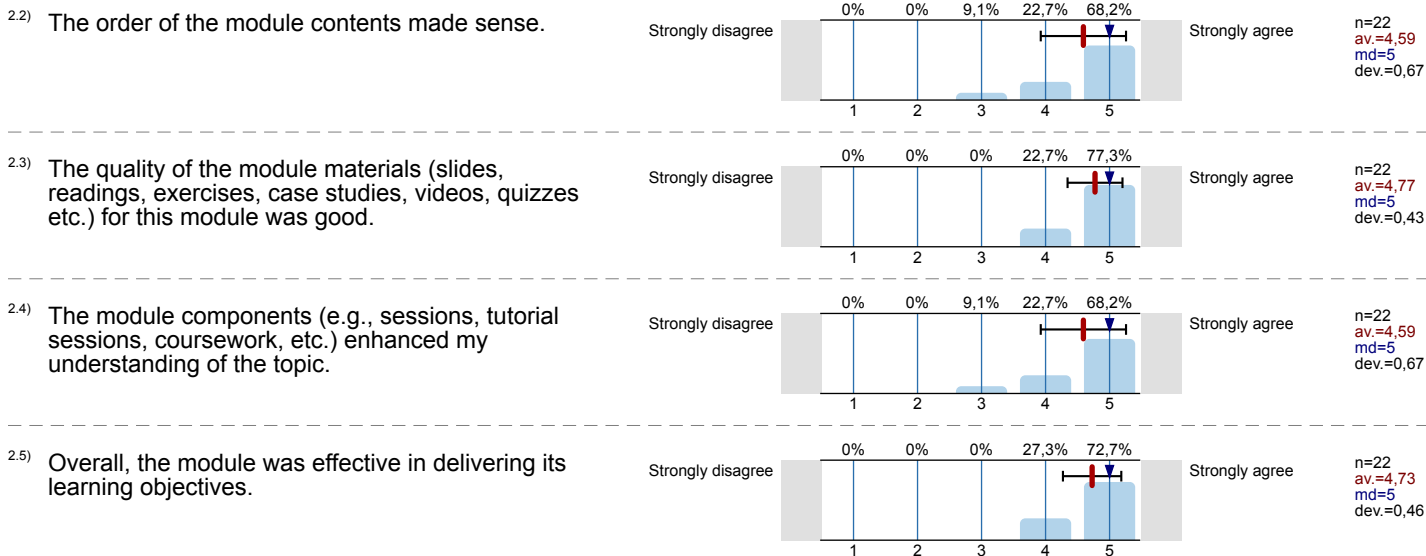 2.2) The order of the module contents made sense.
Strongly disagree
0% 0% 9,1% 22,7% 68,2%
1 2 3 4 5
Strongly agree
n=22
av.=4,59
md=5
dev.=0,67
2.3) The quality of the module materials (slides,
readings, exercises, case studies, videos, quizzes
etc.) for this module was good.
Strongly disagree
0% 0% 0% 22,7% 77,3%
1 2 3 4 5
Strongly agree
n=22
av.=4,77
md=5
dev.=0,43
2.4) The module components (e.g., sessions, tutorial
sessions, coursework, etc.) enhanced my
understanding of the topic.
Strongly disagree
0% 0% 9,1% 22,7% 68,2%
1 2 3 4 5
Strongly agree
n=22
av.=4,59
md=5
dev.=0,67
2.5) Overall, the module was effective in delivering its
learning objectives.
Strongly disagree
0% 0% 0% 27,3% 72,7%
1 2 3 4 5
Strongly agree
n=22
av.=4,73
md=5
dev.=0,46